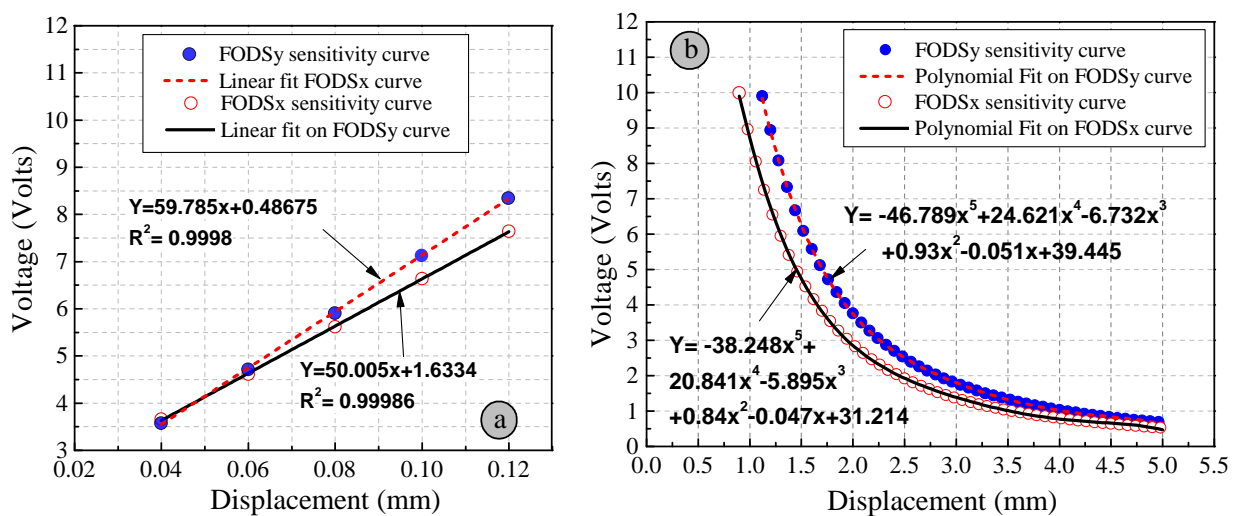 FODSy sensitivity curve
Linear fit FODSx curve
FODSx sensitivity curve
Linear fit on FODSy curve
12
11
10
9
8
7
6
5
4
3
Voltage (Volts)
Y=59.785x+0.48675
R²= 0.9998
Y=50.005x+1.6334
R²= 0.99986
a
0.02 0.04 0.06 0.08 0.10 0.12
Displacement (mm)
b
FODSy sensitivity curve
Polynomial Fit on FODSy curve
FODSx sensitivity curve
Polynomial Fit on FODSx curve
12
11
10
9
8
7
6
5
4
3
2
1
0
Voltage (Volts)
Y= -46.789x⁵+24.621x⁴-6.732x³
+0.93x²-0.051x+39.445
Y= -38.248x⁵+
20.841x⁴-5.895x³
+0.84x²-0.047x+31.214
0.0 0.5 1.0 1.5 2.0 2.5 3.0 3.5 4.0 4.5 5.0 5.5
Displacement (mm)